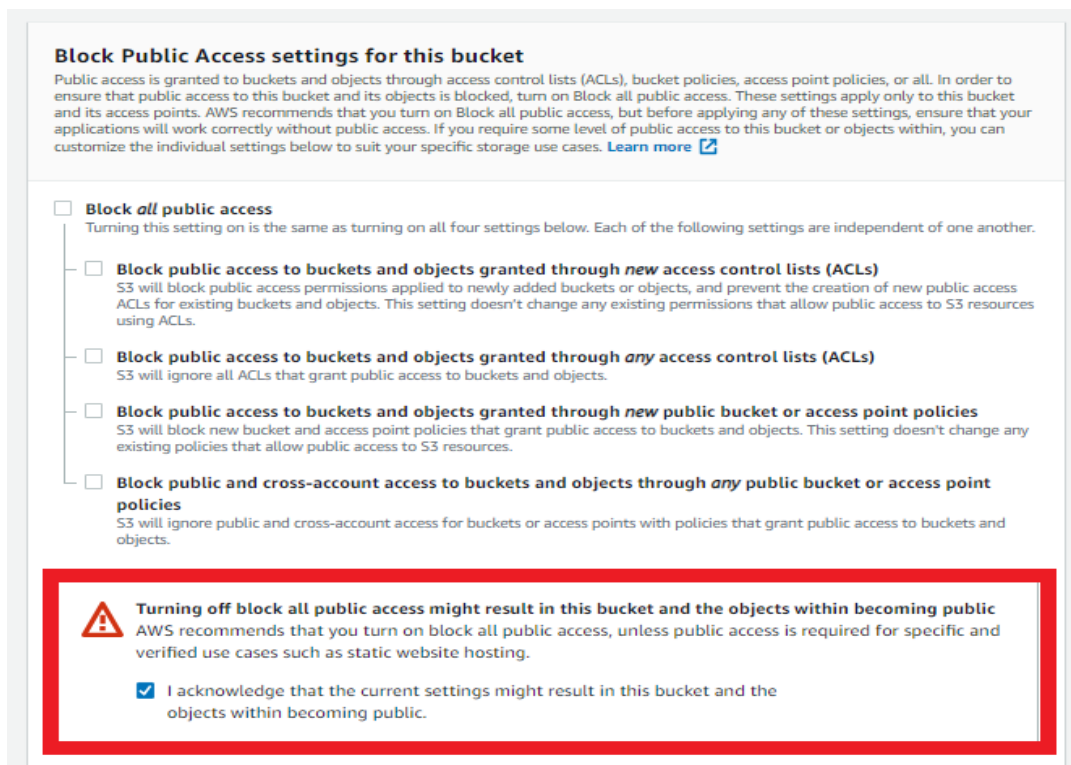 Block Public Access settings for this bucket
Public access is granted to buckets and objects through access control lists (ACLs), bucket policies, access point policies, or all. In order to
ensure that public access to this bucket and its objects is blocked, turn on Block all public access. These settings apply only to this bucket
and its access points. AWS recommends that you turn on Block all public access, but before applying any of these settings, ensure that your
applications will work correctly without public access. If you require some level of public access to this bucket or objects within, you can
customize the individual settings below to suit your specific storage use cases. Learn more
Block all public access
Turning this setting on is the same as turning on all four settings below. Each of the following settings are independent of one another.
Block public access to buckets and objects granted through new access control lists (ACLs)
S3 will block public access permissions applied to newly added buckets or objects, and prevent the creation of new public access
ACLs for existing buckets and objects. This setting doesn't change any existing permissions that allow public access to S3 resources
using ACLs.
Block public access to buckets and objects granted through any access control lists (ACLs)
S3 will ignore all ACLs that grant public access to buckets and objects.
Block public access to buckets and objects granted through new public bucket or access point policies
S3 will block new bucket and access point policies that grant public access to buckets and objects. This setting doesn't change any
existing policies that allow public access to S3 resources.
Block public and cross-account access to buckets and objects through any public bucket or access point
policies
S3 will ignore public and cross-account access for buckets or access points with policies that grant public access to buckets and
objects.
Turning off block all public access might result in this bucket and the objects within becoming public
AWS recommends that you turn on block all public access, unless public access is required for specific and
verified use cases such as static website hosting.
I acknowledge that the current settings might result in this bucket and the
objects within becoming public.